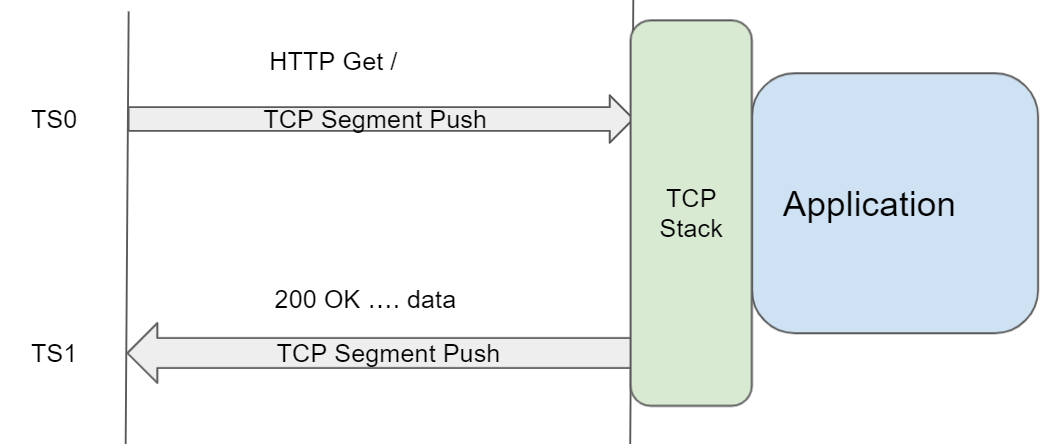 HTTP Get /
TS0
TCP Segment Push
TCP
Stack
Application
200 OK .... data
TS1
TCP Segment Push